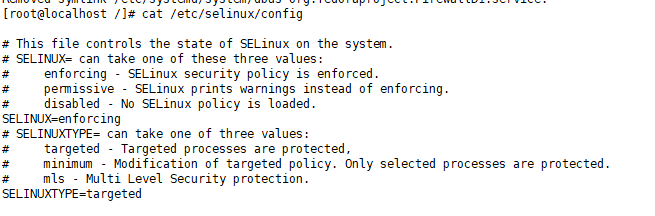 Removed symlink /etc/systemd/system/dbus-org.fedoraproject.FirewallD1.service.
[root@localhost /]# cat /etc/selinux/config

# This file controls the state of SELinux on the system.
# SELINUX= can take one of these three values:
#     enforcing - SELinux security policy is enforced.
#     permissive - SELinux prints warnings instead of enforcing.
#     disabled - No SELinux policy is loaded.
SELINUX=enforcing
# SELINUXTYPE= can take one of three values:
#     targeted - Targeted processes are protected,
#     minimum - Modification of targeted policy. Only selected processes are protected.
#     mls - Multi Level Security protection.
SELINUXTYPE=targeted